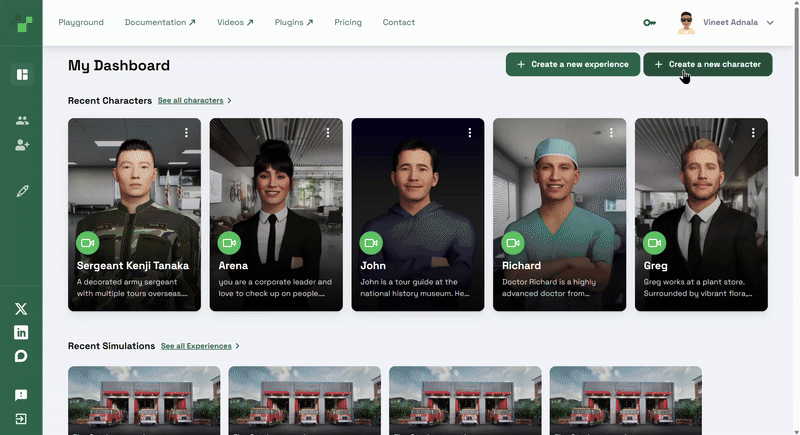 Playground
Documentation ↗
Videos ↗
Plugins ↗
Pricing
Contact
Vineet Adnala
My Dashboard
+ Create a new experience
+ Create a new character
Recent Characters
See all characters >
Sergeant Kenji Tanaka
A decorated army sergeant
with multiple tours overseas....
Arena
you are a corporate leader and
love to check up on people....
John
John is a tour guide at the
national history museum. He...
Richard
Doctor Richard is a highly
advanced doctor from...
Greg
Greg works at a plant store.
Surrounded by vibrant flora,...
Recent Simulations
See all Experiences >